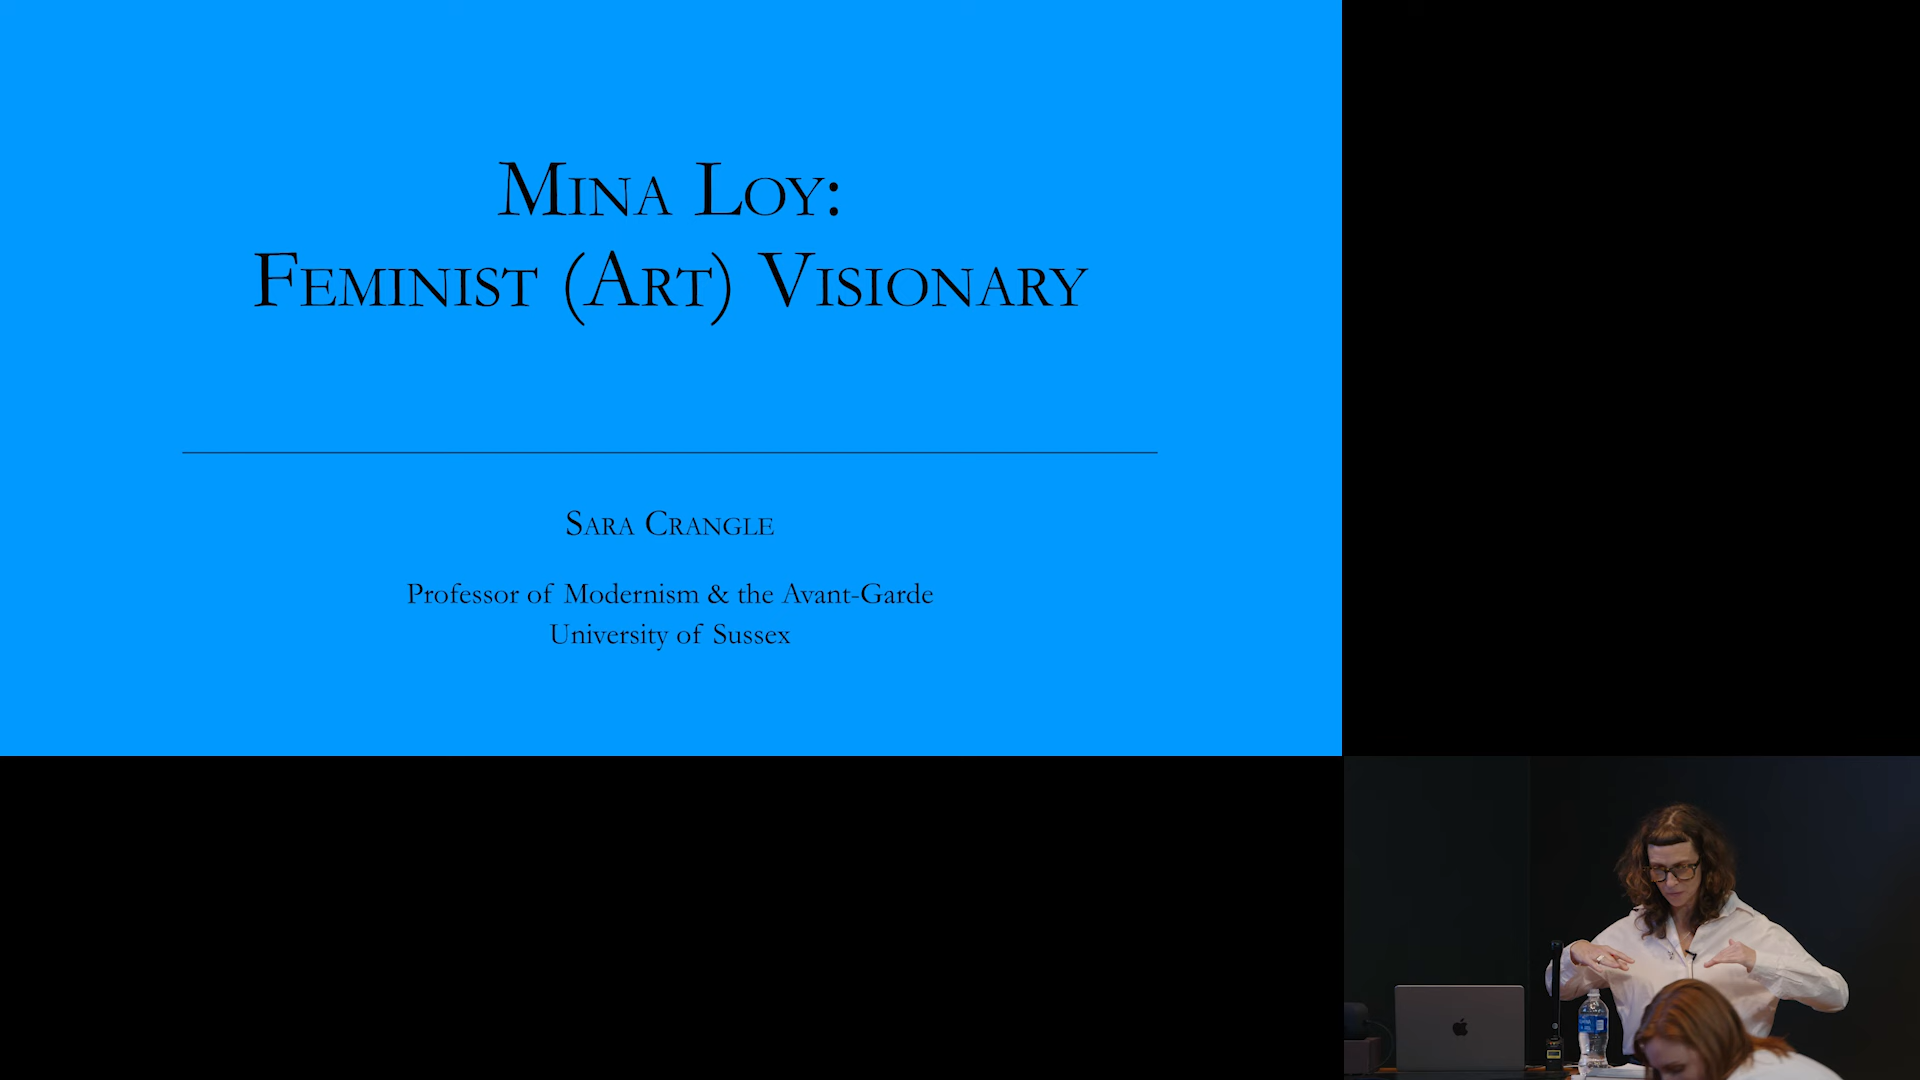 Mina Loy:
Feminist (Art) Visionary
Sara Crangle
Professor of Modernism & the Avant-Garde
University of Sussex